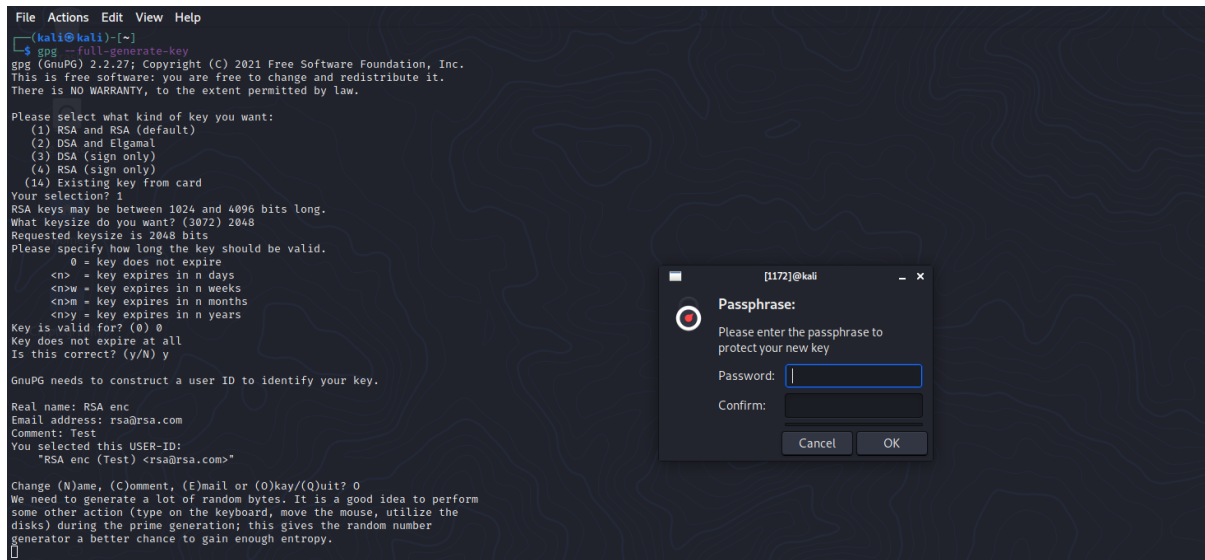 File Actions Edit View Help
┌──(kali㉿kali)-[~]
└─$ gpg --full-generate-key
gpg (GnuPG) 2.2.27; Copyright (C) 2021 Free Software Foundation, Inc.
This is free software: you are free to change and redistribute it.
There is NO WARRANTY, to the extent permitted by law.
Please select what kind of key you want:
(1) RSA and RSA (default)
(2) DSA and Elgamal
(3) DSA (sign only)
(4) RSA (sign only)
(14) Existing key from card
Your selection? 1
RSA keys may be between 1024 and 4096 bits long.
What keysize do you want? (3072) 2048
Requested keysize is 2048 bits
Please specify how long the key should be valid.
0 = key does not expire
<n> = key expires in n days
<n>w = key expires in n weeks
<n>m = key expires in n months
<n>y = key expires in n years
Key is valid for? (0) 0
Key does not expire at all
Is this correct? (y/N) y
GnuPG needs to construct a user ID to identify your key.
Real name: RSA enc
Email address: rsa@rsa.com
Comment: Test
You selected this USER-ID:
"RSA enc (Test) <rsa@rsa.com>"
Change (N)ame, (C)omment, (E)mail or (O)kay/(Q)uit? O
We need to generate a lot of random bytes. It is a good idea to perform
some other action (type on the keyboard, move the mouse, utilize the
disks) during the prime generation; this gives the random number
generator a better chance to gain enough entropy.
[1172]@kali
Passphrase:
Please enter the passphrase to
protect your new key
Password:
Confirm:
Cancel OK